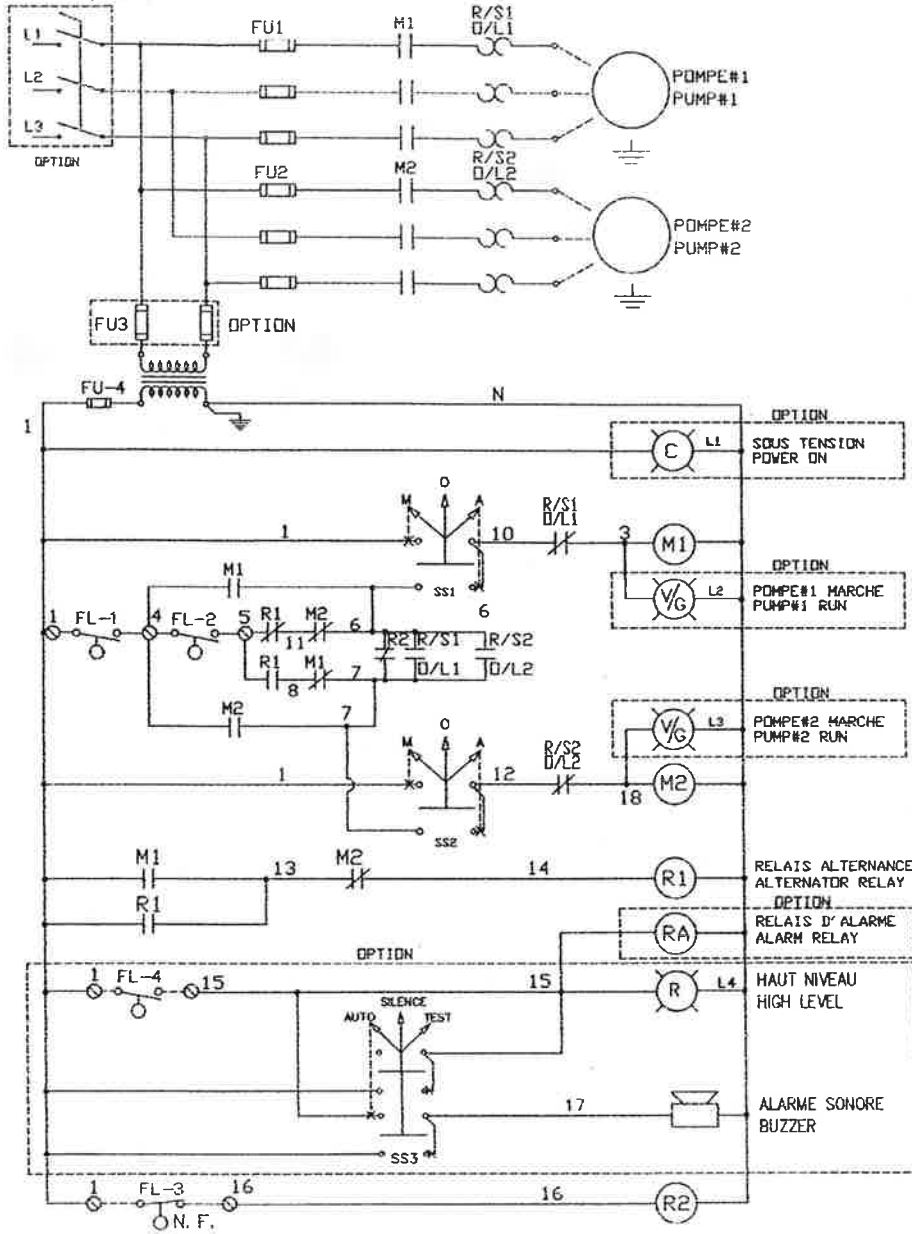 L1
L2
L3
OPTION
FU1
M1
R/S1
O/L1
POMPE#1
PUMP#1
FU2
M2
R/S2
O/L2
POMPE#2
PUMP#2
FU3
OPTION
FU-4
N
1
OPTION
C
L1
SOUS TENSION
POWER ON
M
O
A
1
SS1
10
R/S1
O/L1
3
M1
OPTION
V/G
L2
POMPE#1 MARCHE
PUMP#1 RUN
M1
6
1
FL-1
4
FL-2
5
R1
11
M2
6
R2
R/S1
O/L1
R/S2
O/L2
R1
8
M1
7
M2
7
OPTION
V/G
L3
POMPE#2 MARCHE
PUMP#2 RUN
M
O
A
1
SS2
12
R/S2
O/L2
18
M2
M1
13
M2
14
R1
RELAIS ALTERNANCE
ALTERNATOR RELAY
R1
OPTION
RA
RELAIS D'ALARME
ALARM RELAY
OPTION
1
FL-4
15
15
R
L4
HAUT NIVEAU
HIGH LEVEL
AUTO
SILENCE
TEST
17
SS3
ALARME SONORE
BUZZER
1
FL-3
16
N. F.
16
R2